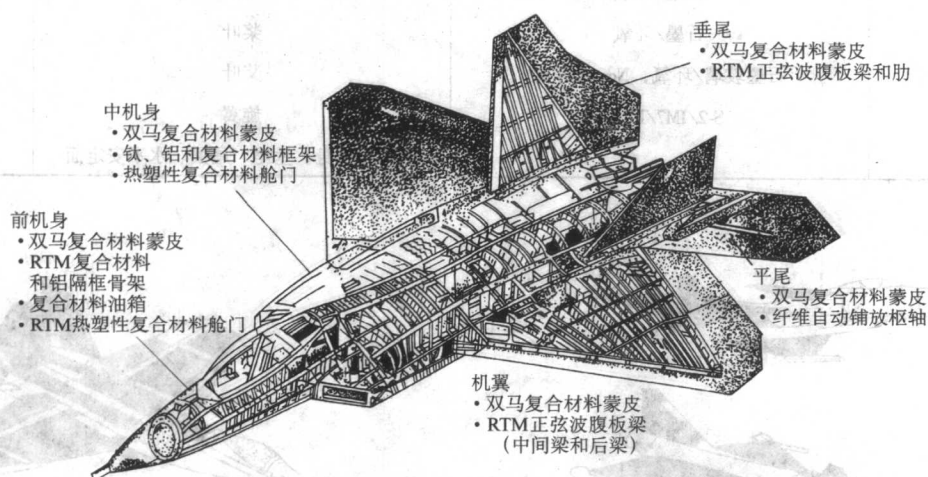 垂尾
・双马复合材料蒙皮
・RTM正弦波腹板梁和肋
中机身
・双马复合材料蒙皮
・钛、铝和复合材料框架
・热塑性复合材料舱门
前机身
・双马复合材料蒙皮
・RTM复合材料
和铝隔框骨架
・复合材料油箱
・RTM热塑性复合材料舱门
平尾
・双马复合材料蒙皮
・纤维自动铺放枢轴
机翼
・双马复合材料蒙皮
・RTM正弦波腹板梁
(中间梁和后梁)